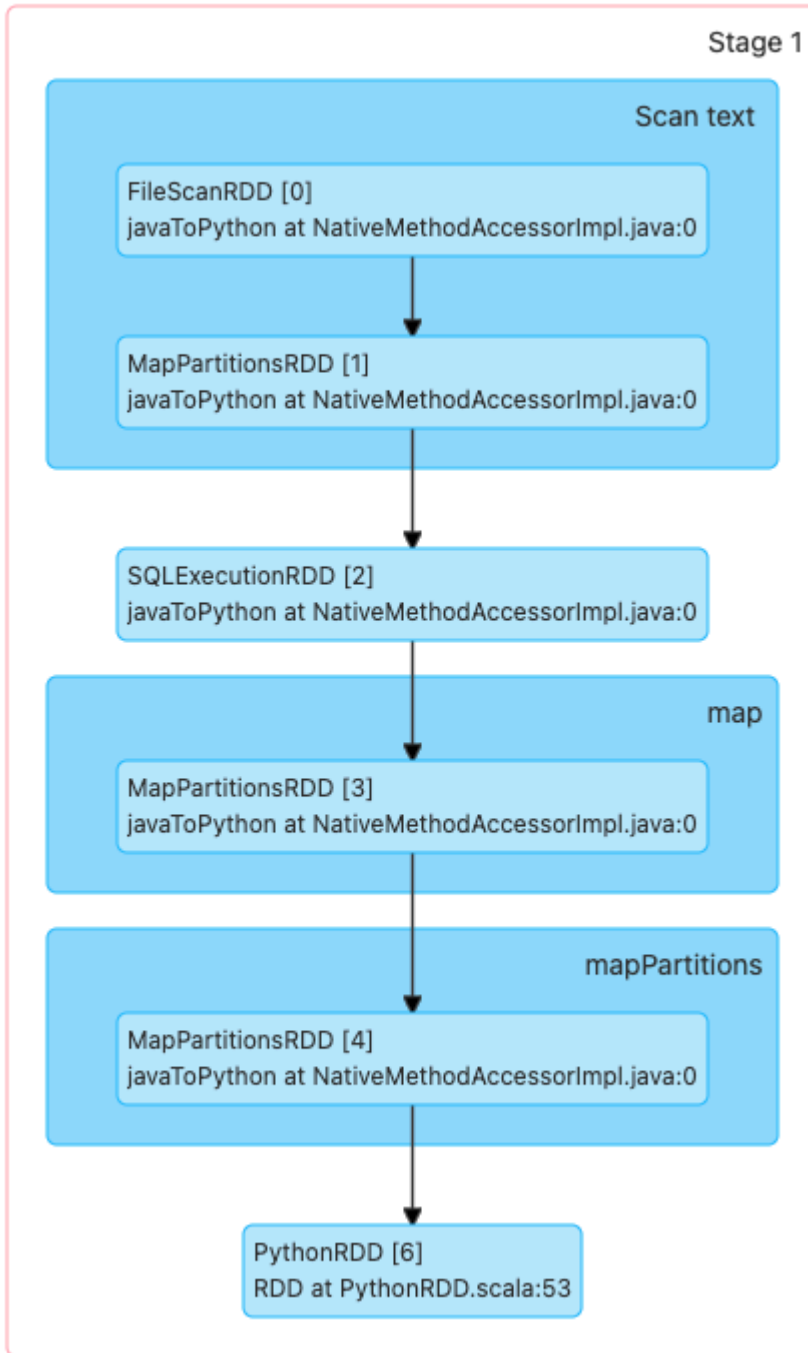 Stage 1
Scan text
FileScanRDD [0]
javaToPython at NativeMethodAccessorImpl.java:0
MapPartitionsRDD [1]
javaToPython at NativeMethodAccessorImpl.java:0
SQLExecutionRDD [2]
javaToPython at NativeMethodAccessorImpl.java:0
map
MapPartitionsRDD [3]
javaToPython at NativeMethodAccessorImpl.java:0
mapPartitions
MapPartitionsRDD [4]
javaToPython at NativeMethodAccessorImpl.java:0
PythonRDD [6]
RDD at PythonRDD.scala:53